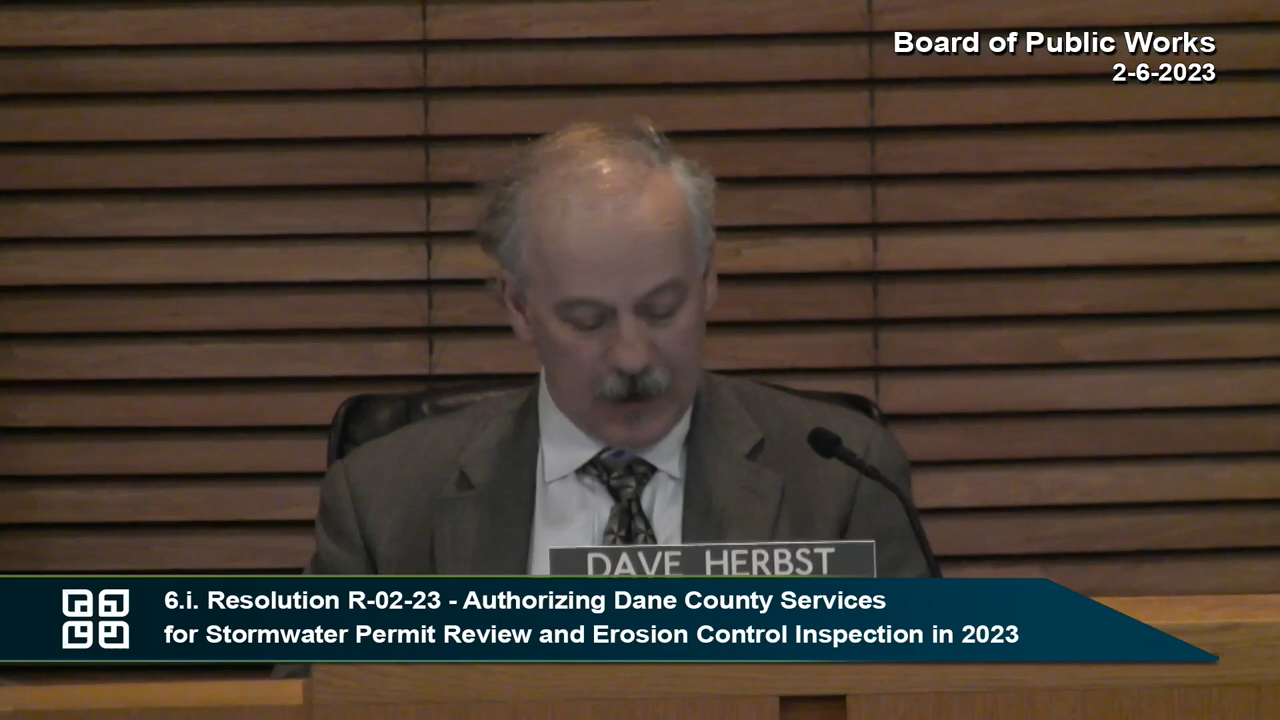 Board of Public Works
2-6-2023
DAVE HERBST
6.i. Resolution R-02-23 - Authorizing Dane County Services
for Stormwater Permit Review and Erosion Control Inspection in 2023